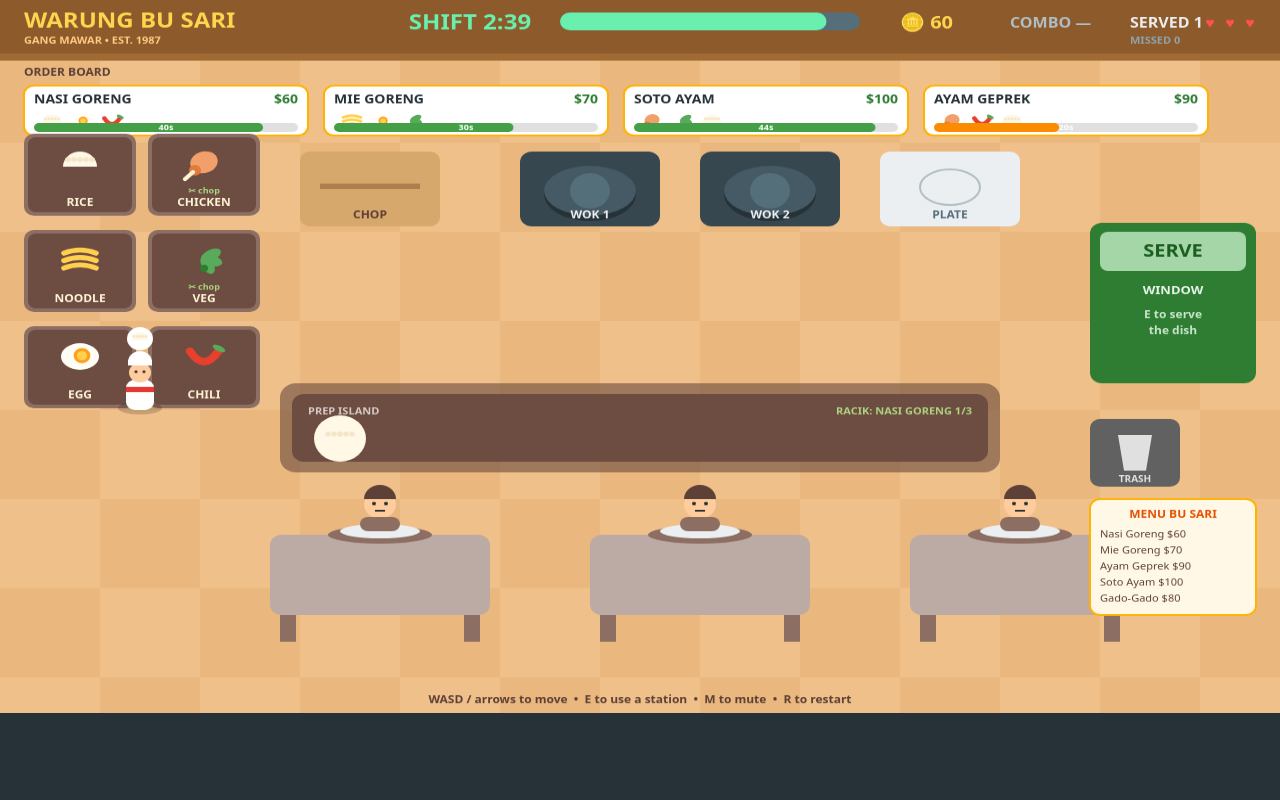 WARUNG BU SARI
GANG MAWAR • EST. 1987
SHIFT 2:39
60
COMBO —
SERVED 1
MISSED 0
ORDER BOARD
NASI GORENG $60
40s
MIE GORENG $70
30s
SOTO AYAM $100
44s
AYAM GEPREK $90
RICE
✂ chop
CHICKEN
CHOP
WOK 1
WOK 2
PLATE
NOODLE
✂ chop
VEG
EGG
CHILI
SERVE
WINDOW
E to serve
the dish
PREP ISLAND
RACIK: NASI GORENG 1/3
TRASH
MENU BU SARI
Nasi Goreng $60
Mie Goreng $70
Ayam Geprek $90
Soto Ayam $100
Gado-Gado $80
WASD / arrows to move • E to use a station • M to mute • R to restart